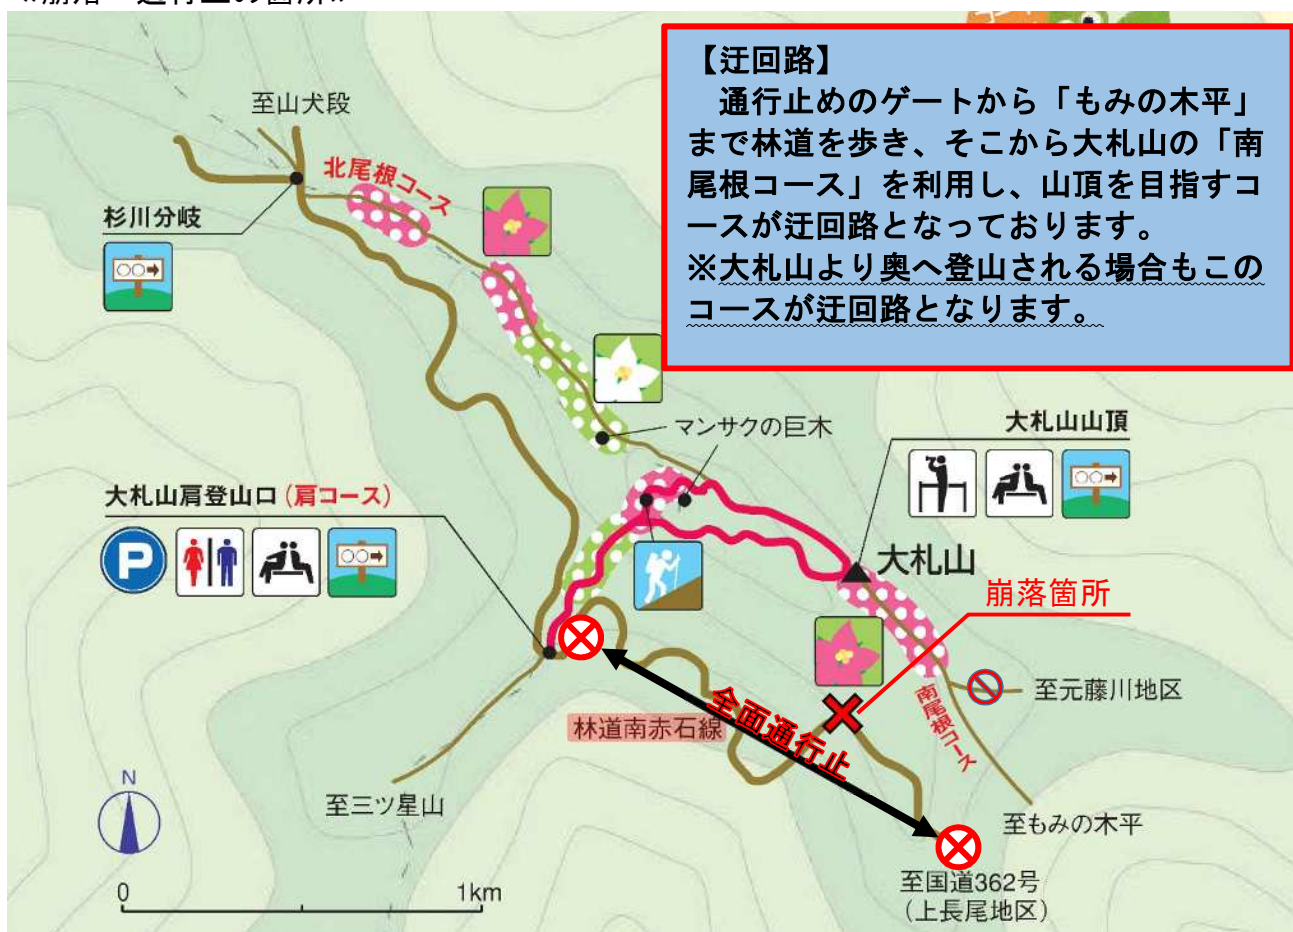 【迂回路】
通行止めのゲートから「もみの木平」
まで林道を歩き、そこから大札山の「南
尾根コース」を利用し、山頂を目指すコ
ースが迂回路となっております。
※大札山より奥へ登山される場合もこの
コースが迂回路となります。
至山犬段
北尾根コース
杉川分岐
マンサクの巨木
大札山山頂
大札山肩登山口(肩コース)
P
大札山
崩落箇所
至元藤川地区
南尾根コース
林道南赤石線
全面通行止
至三ツ星山
至もみの木平
至国道362号
(上長尾地区)
N
0
1km